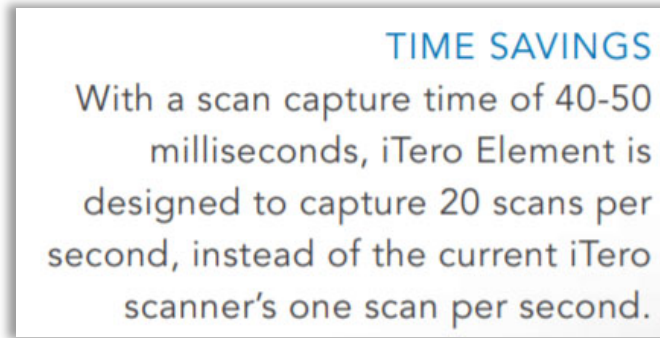 TIME SAVINGS
With a scan capture time of 40-50
milliseconds, iTero Element is
designed to capture 20 scans per
second, instead of the current iTero
scanner’s one scan per second.